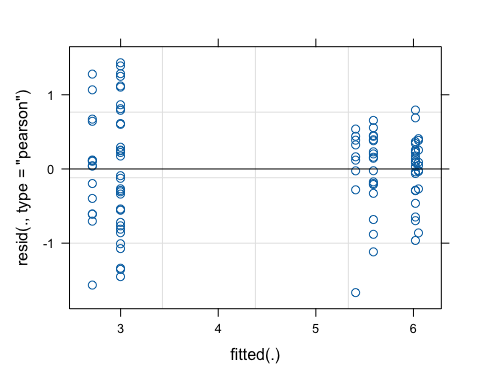 resid(., type = "pearson")
1
0
-1
3 4 5 6
fitted(.)